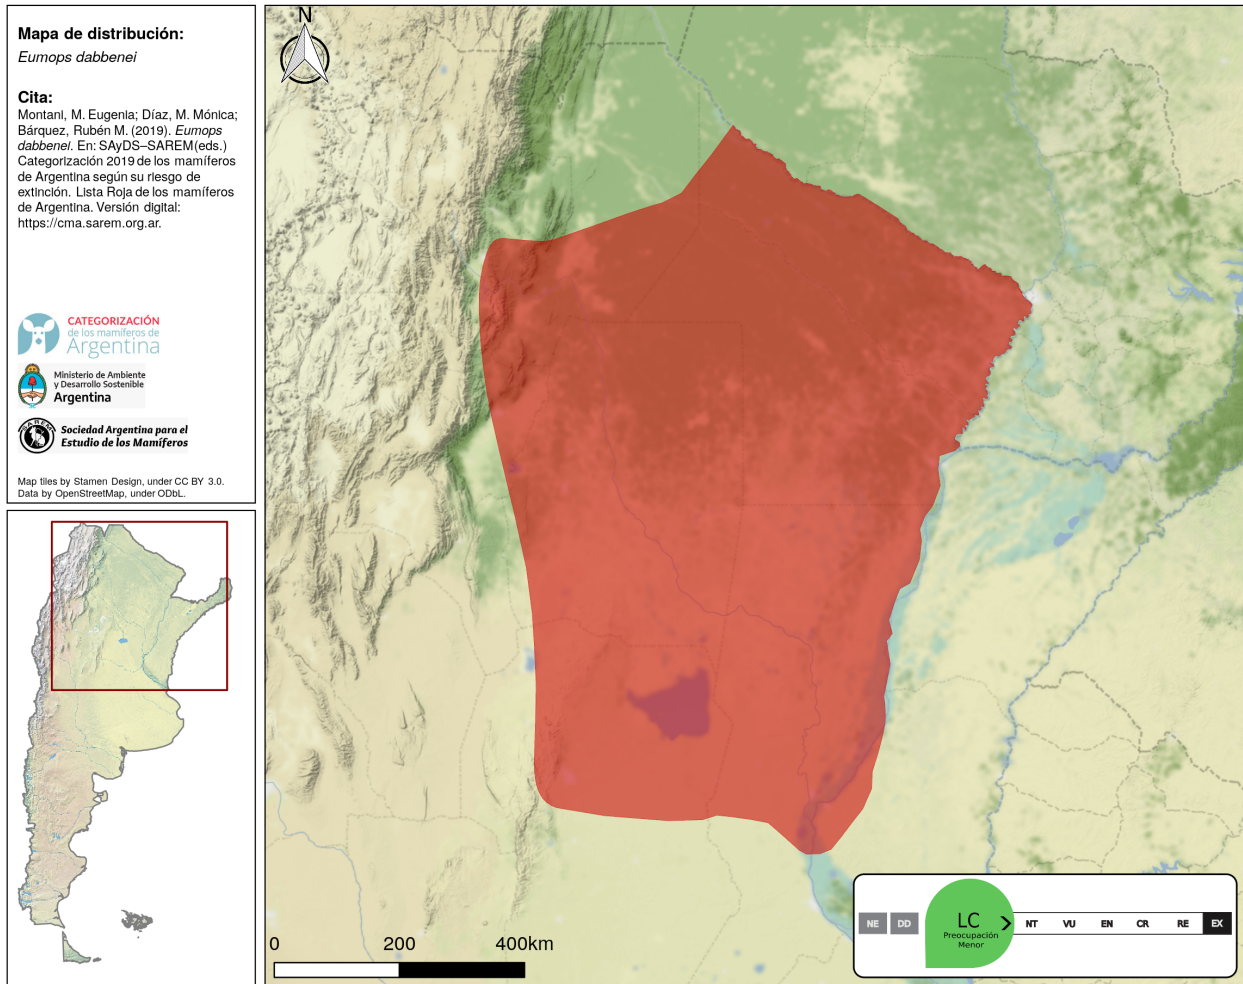 Mapa de distribución:
Eumops dabbenei
Cita:
Montani, M. Eugenia; Díaz, M. Mónica;
Bárquez, Rubén M. (2019). Eumops
dabbenei. En: SAyDS–SAREM(eds.)
Categorización 2019 de los mamíferos
de Argentina según su riesgo de
extinción. Lista Roja de los mamíferos
de Argentina. Versión digital:
https://cma.sarem.org.ar.
CATEGORIZACIÓN
de los mamíferos de
Argentina
Ministerio de Ambiente
y Desarrollo Sostenible
Argentina
SAREM
Sociedad Argentina para el
Estudio de los Mamíferos
Map tiles by Stamen Design, under CC BY 3.0.
Data by OpenStreetMap, under ODbL.
N
0 200 400km
NE DD LC NT VU EN CR RE EX
Preocupación
Menor